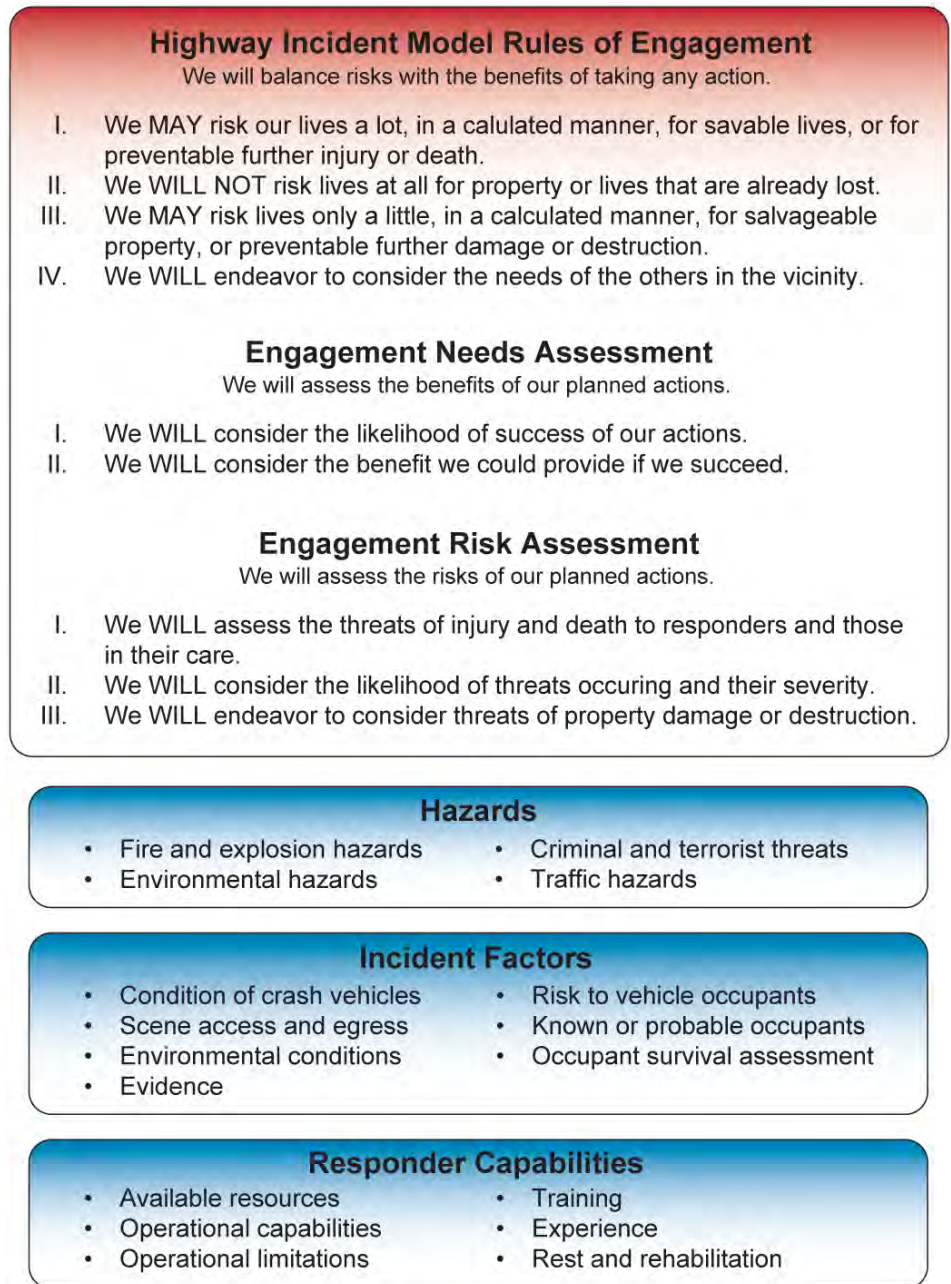 Highway Incident Model Rules of Engagement
We will balance risks with the benefits of taking any action.
I. We MAY risk our lives a lot, in a calulated manner, for savable lives, or for
preventable further injury or death.
II. We WILL NOT risk lives at all for property or lives that are already lost.
III. We MAY risk lives only a little, in a calculated manner, for salvageable
property, or preventable further damage or destruction.
IV. We WILL endeavor to consider the needs of the others in the vicinity.
Engagement Needs Assessment
We will assess the benefits of our planned actions.
I. We WILL consider the likelihood of success of our actions.
II. We WILL consider the benefit we could provide if we succeed.
Engagement Risk Assessment
We will assess the risks of our planned actions.
I. We WILL assess the threats of injury and death to responders and those
in their care.
II. We WILL consider the likelihood of threats occuring and their severity.
III. We WILL endeavor to consider threats of property damage or destruction.
Hazards
• Fire and explosion hazards
• Environmental hazards
• Criminal and terrorist threats
• Traffic hazards
Incident Factors
• Condition of crash vehicles
• Scene access and egress
• Environmental conditions
• Evidence
• Risk to vehicle occupants
• Known or probable occupants
• Occupant survival assessment
Responder Capabilities
• Available resources
• Operational capabilities
• Operational limitations
• Training
• Experience
• Rest and rehabilitation